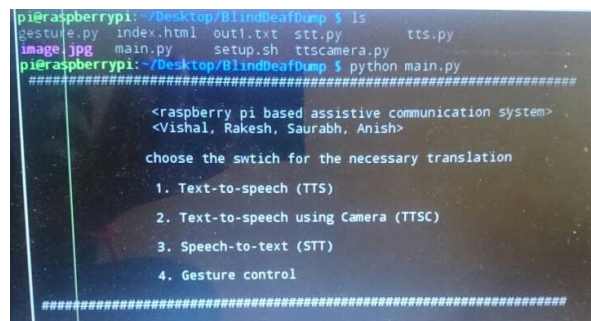 pi@raspberrypi:~/Desktop/BlindDeafDump $ ls
gesture.py index.html out1.txt stt.py tts.py
image.jpg main.py setup.sh ttscamera.py
pi@raspberrypi:~/Desktop/BlindDeafDump $ python main.py
######################################################################
<raspberry pi based assistive communication system>
<Vishal, Rakesh, Saurabh, Anish>
choose the swtich for the necessary translation
1. Text-to-speech (TTS)
2. Text-to-speech using Camera (TTSC)
3. Speech-to-text (STT)
4. Gesture control
######################################################################